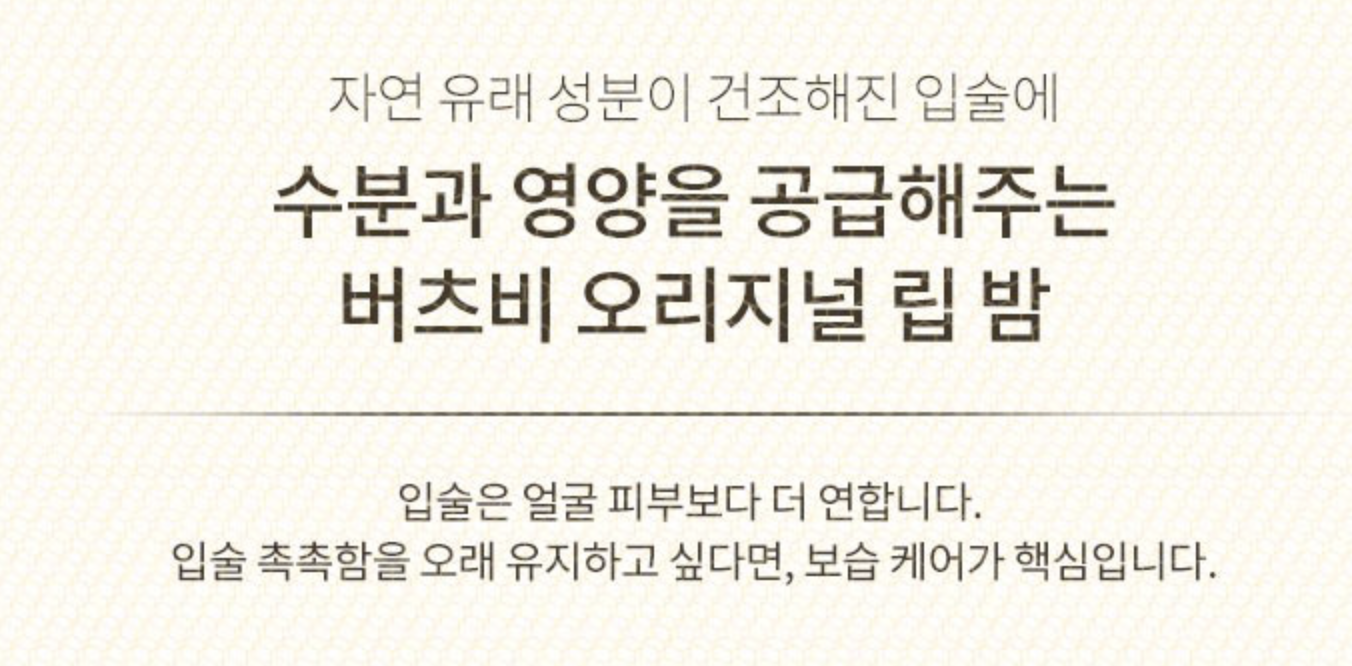 자연 유래 성분이 건조해진 입술에
수분과 영양을 공급해주는
버츠비 오리지널 립 밤
입술은 얼굴 피부보다 더 연합니다.
입술 촉촉함을 오래 유지하고 싶다면, 보습 케어가 핵심입니다.